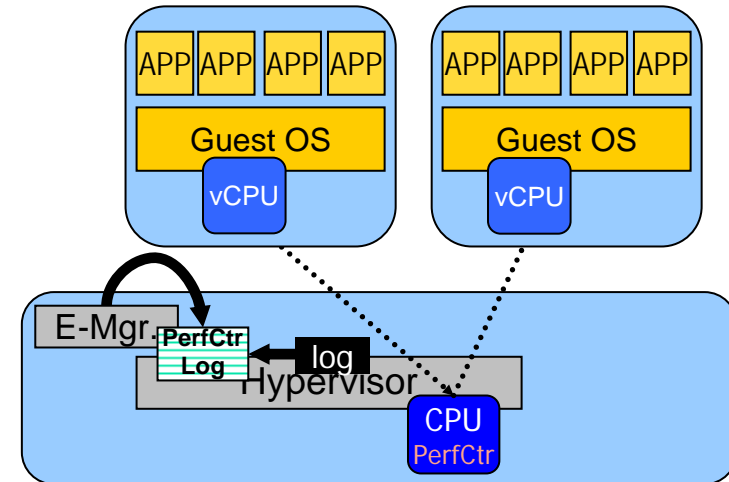 APP APP APP APP
APP APP APP APP
Guest OS
Guest OS
vCPU
vCPU
E-Mgr.
PerfCtr
Log
log
Hypervisor
CPU
PerfCtr